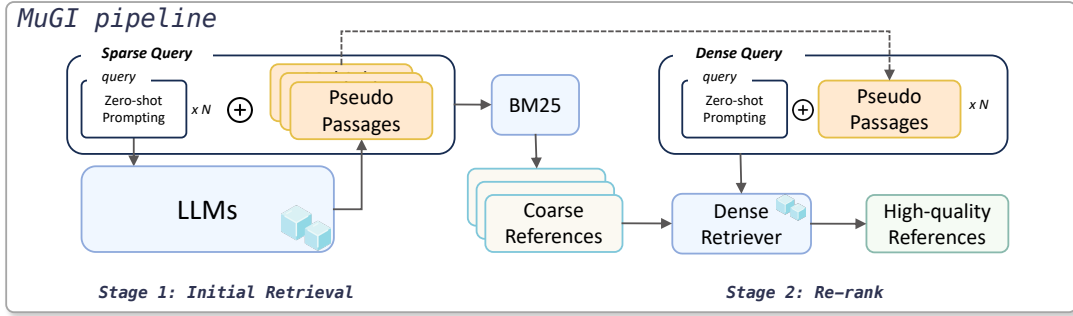 MuGI pipeline
Sparse Query
query
Zero-shot
Prompting
x N
Pseudo
Passages
BM25
Dense Query
query
Zero-shot
Prompting
Pseudo
Passages
x N
LLMs
Coarse
References
Dense
Retriever
High-quality
References
Stage 1: Initial Retrieval
Stage 2: Re-rank